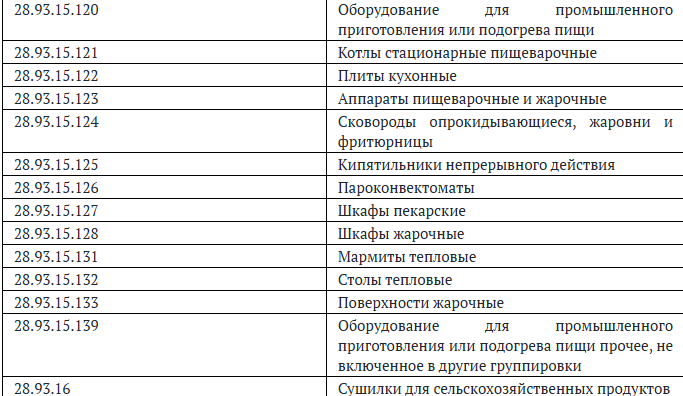 28.93.15.120 Оборудование для промышленного
приготовления или подогрева пищи
28.93.15.121 Котлы стационарные пищеварочные
28.93.15.122 Плиты кухонные
28.93.15.123 Аппараты пищеварочные и жарочные
28.93.15.124 Сковороды опрокидывающиеся, жаровни и
фритюрницы
28.93.15.125 Кипятильники непрерывного действия
28.93.15.126 Пароконвектоматы
28.93.15.127 Шкафы пекарские
28.93.15.128 Шкафы жарочные
28.93.15.131 Мармиты тепловые
28.93.15.132 Столы тепловые
28.93.15.133 Поверхности жарочные
28.93.15.139 Оборудование для промышленного
приготовления или подогрева пищи прочее, не
включенное в другие группировки
28.93.16 Сушилки для сельскохозяйственных продуктов